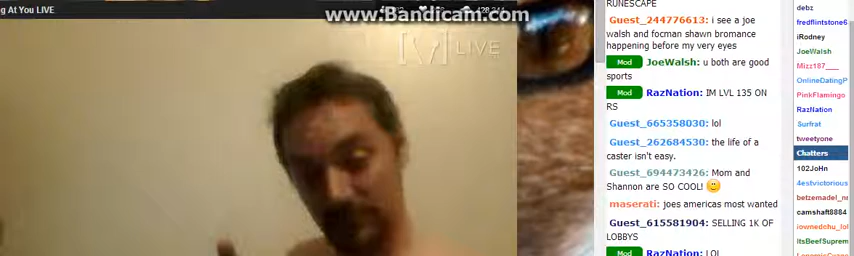 g At You LIVE
www.Bandicam.com
LIVE
RUNESCAPE
Guest_244776613: i see a joe
walsh and focman shawn bromance
happening before my very eyes
Mod JoeWalsh: u both are good
sports
Mod RazNation: IM LVL 135 ON
RS
Guest_665358030: lol
Guest_262684530: the life of a
caster isn't easy.
Guest_694473426: Mom and
Shannon are SO COOL!
maserati: joes americas most wanted
Guest_615581904: SELLING 1K OF
LOBBYS
Mod RazNation: LOL
debz
fredflintstone6
iRodney
JoeWalsh
Mizz187___
OnlineDatingP
PinkFlamingo
RazNation
Surfrat
tweetyone
Chatters
102JoHn
4estvictorious
betzemadel_nr
camshaft8884
iownedchu_lol
ItsBeefSuprem